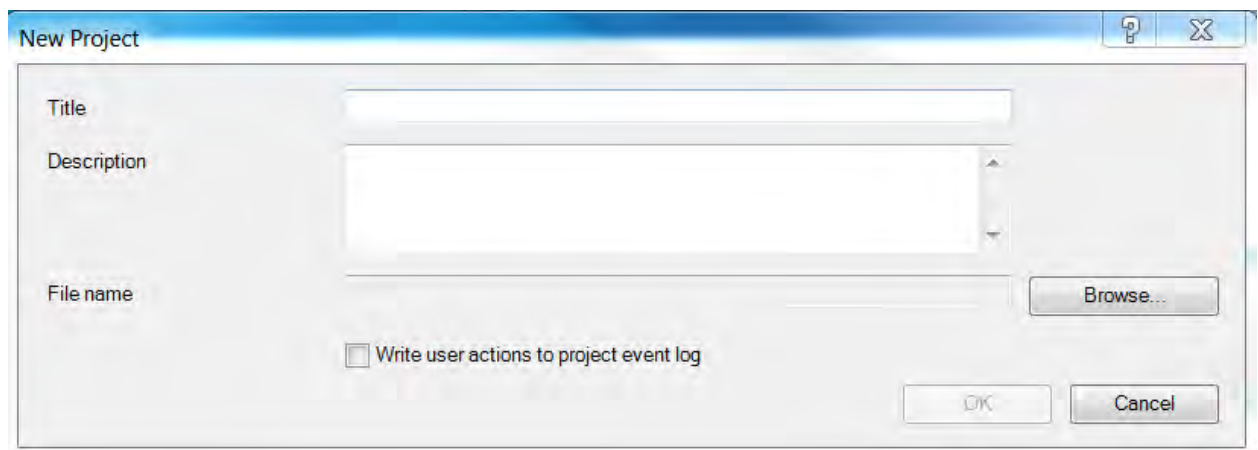 New Project
Title
Description
File name
Browse...
Write user actions to project event log
OK
Cancel